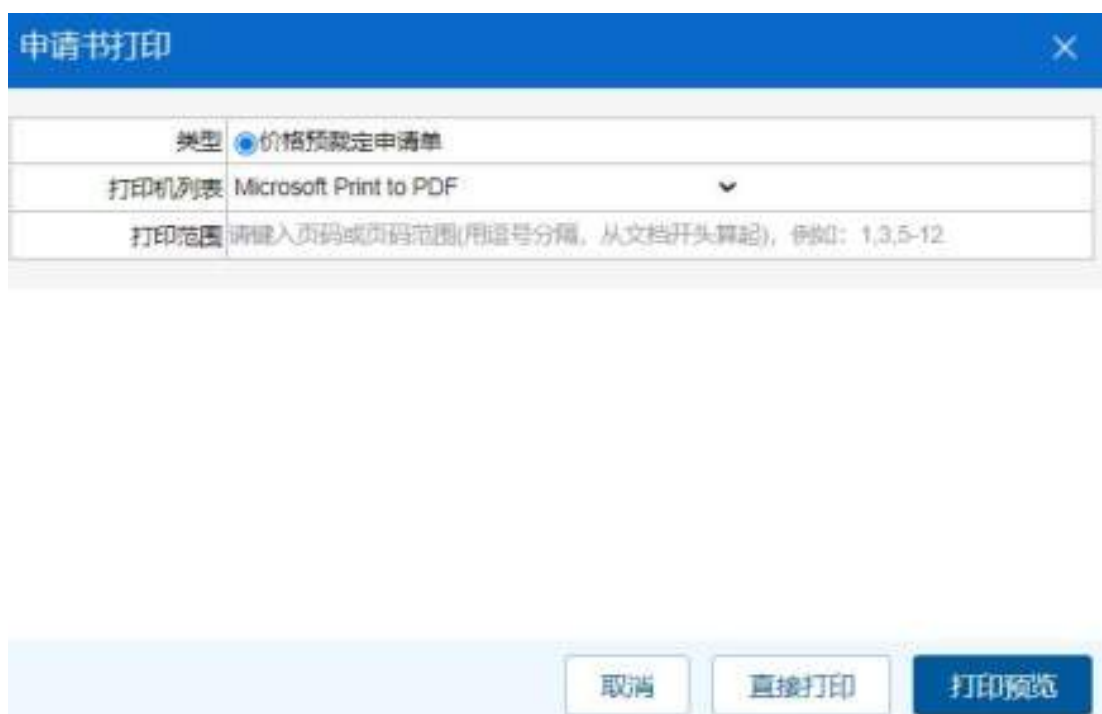 申请书打印
类型 价格预裁定申请单
打印机列表 Microsoft Print to PDF
打印范围 请键入页码或页码范围(用逗号分隔，从文档开头算起)，例如：1,3,5-12
取消 直接打印 打印预览